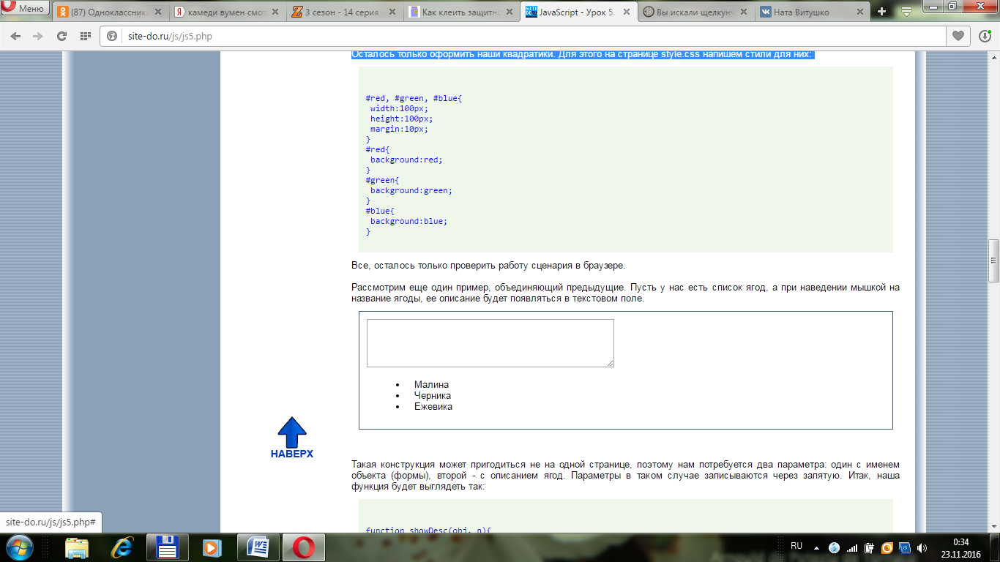 Меню
(87) Одноклассник
камеди вумен смот
3 сезон - 14 серия
Как клеить защитно
JavaScript - Урок 5.
Вы искали щелкунч
Ната Витушко
site-do.ru/js/js5.php
Осталось только оформить наши квадратики. Для этого на странице style.css напишем стили для них:
#red, #green, #blue{
width:100px;
height:100px;
margin:10px;
}
#red{
background:red;
}
#green{
background:green;
}
#blue{
background:blue;
}
Все, осталось только проверить работу сценария в браузере.
Рассмотрим еще один пример, объединяющий предыдущие. Пусть у нас есть список ягод, а при наведении мышкой на
название ягоды, ее описание будет появляться в текстовом поле.
• Малина
• Черника
• Ежевика
НАВЕРХ
Такая конструкция может пригодиться не на одной странице, поэтому нам потребуется два параметра: один с именем
объекта (формы), второй - с описанием ягод. Параметры в таком случае записываются через запятую. Итак, наша
функция будет выглядеть так:
function showDesc(obj, n){
site-do.ru/js/js5.php#
RU
0:34
23.11.2016